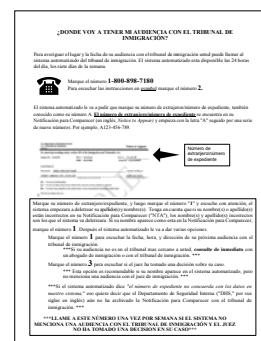 ¿DONDE VOY A TENER MI AUDIENCIA CON EL TRIBUNAL DE
INMIGRACIÓN?
Para averiguar el lugar y la fecha de su audiencia con el tribunal de inmigración usted puede llamar al
sistema automatizado del tribunal de inmigración. El sistema automatizado esta disponible las 24 horas
del día, los siete días de la semana.
Marque el número 1-800-898-7180
Para escuchar las instrucciones en español marque el número 2.
El sistema automatizado le va a pedir que marque su número de extranjero/número de expediente, también
conocido como su número A. El número de extranjero/número de expediente se encuentra en su
Notificación para Comparecer (en inglés, Notice to Appear) y empieza con la letra "A" seguido por una serie
de nueve números. Por ejemplo, A123-456-789.
Número de
extranjero/número
de expediente
Marque su número de extranjero/expediente, y luego marque el número "1" y escuche con atención, el
sistema empezara a deletrear su apellido(s)/nombre(s). Tenga en cuenta que si su nombre(s) o apellido(s)
están incorrectos en su Notificación para Comparecer ("NTA"), los nombre(s) y apellido(s) incorrectos
son los que el sistema va a deletrear. Si su nombre aparece como esta en la Notificación para Comparecer,
marque el número 1. Después el sistema automatizado le va a dar varias opciones:
Marque el número 1 para escuchar la fecha, hora, y dirección de su próxima audiencia con el
tribunal de inmigración.
***Si su audiencia no es en el tribunal mas cercano a usted, consulte de inmediato con
un abogado de inmigración o con el tribunal de inmigración. ***
Marque el número 3 para escuchar si el juez ha tomado una decisión sobre su caso.
*** Esta opción es recomendable si su nombre aparece en el sistema automatizado, pero
no menciona una audiencia con el juez de inmigración. ***
***Si el sistema automatizado dice "el número de expediente no concuerda con los datos en
nuestro sistema," eso quiere decir que el Departamento de Seguridad Interna ("DHS," por sus
siglas en inglés) aún no ha archivado la Notificación para Comparecer con el tribunal de
inmigración. ***
***LLAME A ESTE NÚMERO UNA VEZ POR SEMANA SI EL SISTEMA NO
MENCIONA UNA AUDIENCIA CON EL TRIBUNAL DE INMIGRACIÓN Y EL JUEZ
NO HA TOMADO UNA DECISION EN SU CASO***